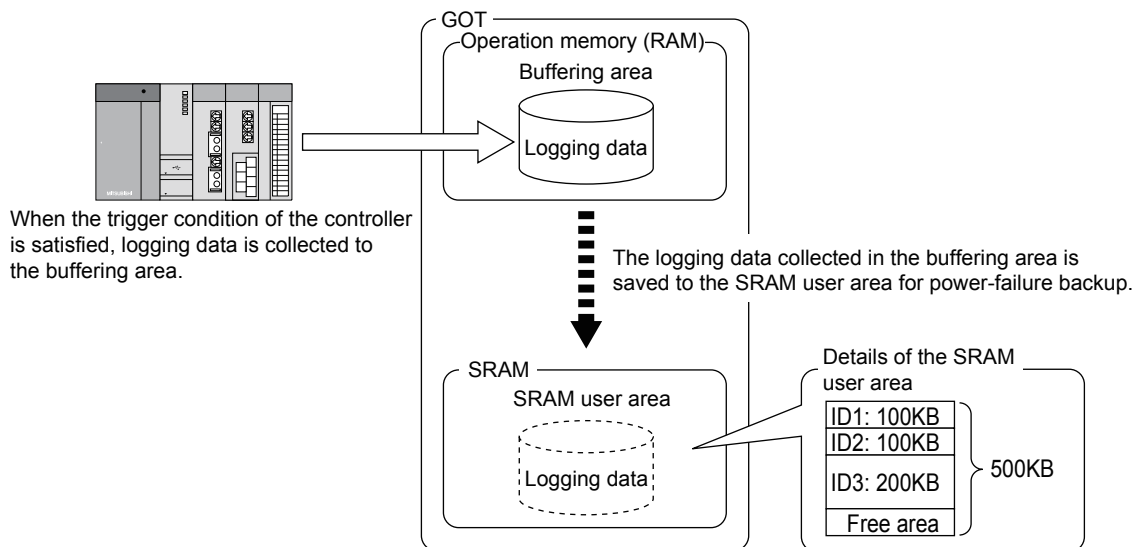 GOT
Operation memory (RAM)
Buffering area
Logging data
When the trigger condition of the controller
is satisfied, logging data is collected to
the buffering area.
The logging data collected in the buffering area is
saved to the SRAM user area for power-failure backup.
SRAM
SRAM user area
Logging data
Details of the SRAM
user area
ID1: 100KB
ID2: 100KB
ID3: 200KB
Free area
500KB